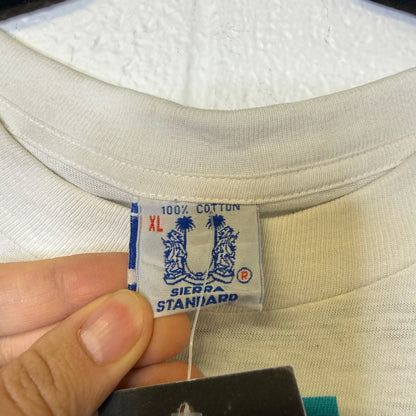 100% COTTON
XL
®
SIERRA
STANDARD